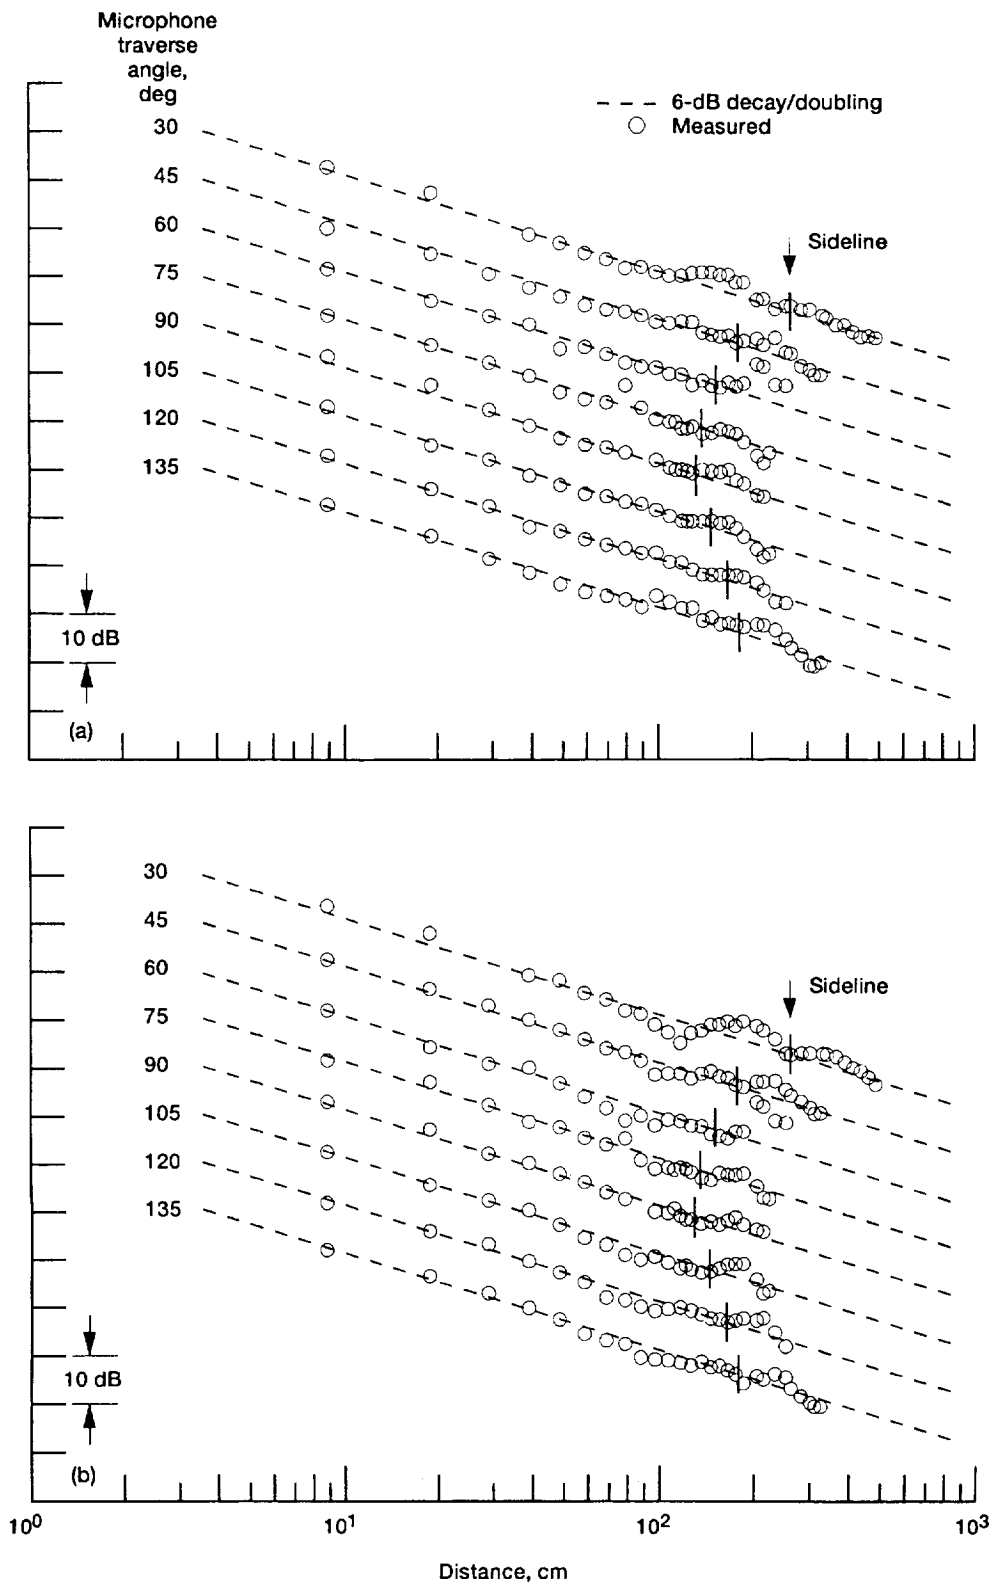 Microphone
traverse
angle,
deg
30
45
60
75
90
105
120
135
6-dB decay/doubling
Measured
Sideline
10 dB
(a)
30
45
60
75
90
105
120
135
Sideline
10 dB
(b)
10⁰
10¹
10²
10³
Distance, cm